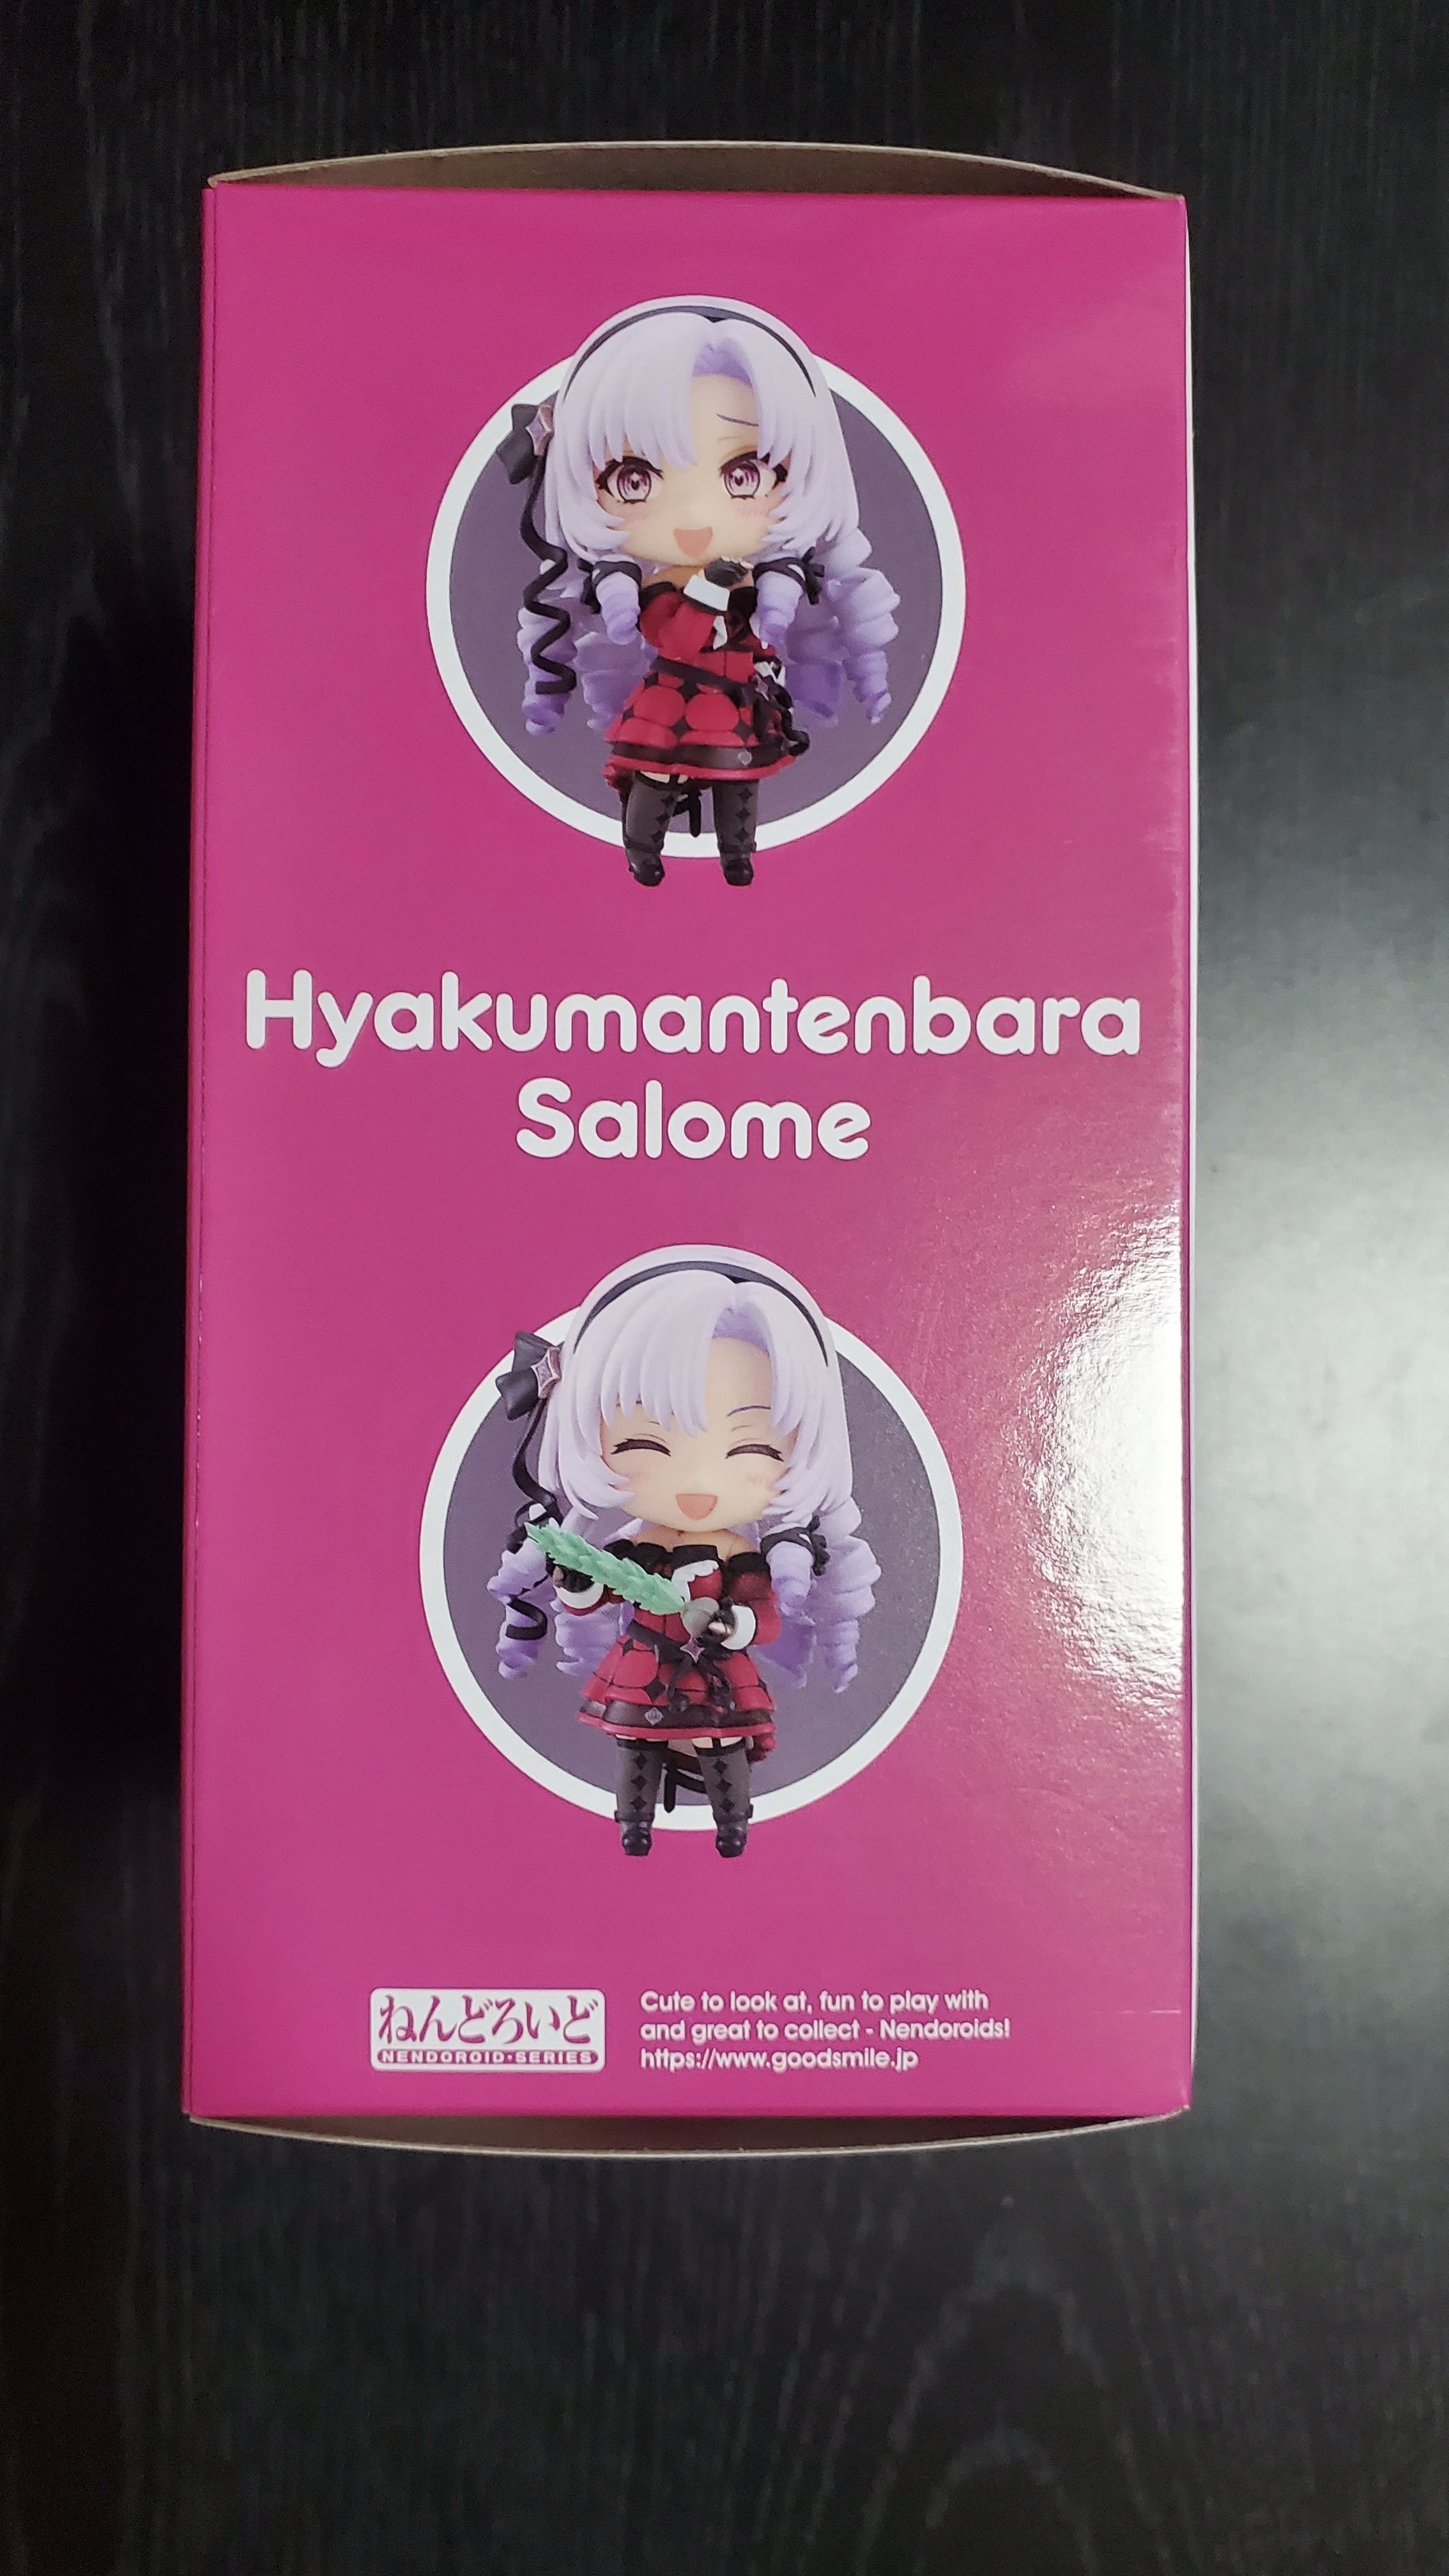 Hyakumantenbara
Salome
ねんどろいど
NENDOROID・SERIES
Cute to look at, fun to play with
and great to collect - Nendoroids!
https://www.goodsmile.jp